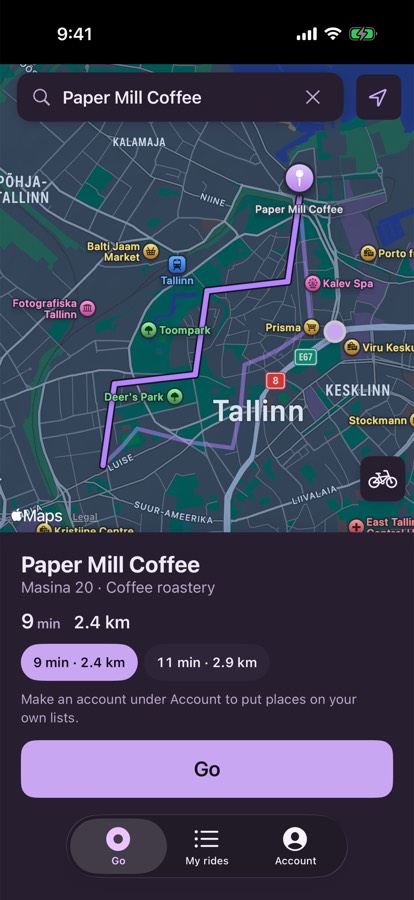 9:41
Paper Mill Coffee
KALAMAJA
PÕHJA-
TALLINN
NIINE
Paper Mill Coffee
Balti Jaam
Market
Porto f
Tallinn
Kalev Spa
Fotografiska
Tallinn
Toompark
Prisma
Viru Kesku
E67
8
KESKLINN
Deer's Park
Tallinn
Stockmann
LUISE
LIIVALAIA
SUUR-AMEERIKA
Maps
Legal
Kristiine Centre
East Tallin
Central H
Paper Mill Coffee
Masina 20 · Coffee roastery
9 min 2.4 km
9 min · 2.4 km
11 min · 2.9 km
Make an account under Account to put places on your
own lists.
Go
Go
My rides
Account